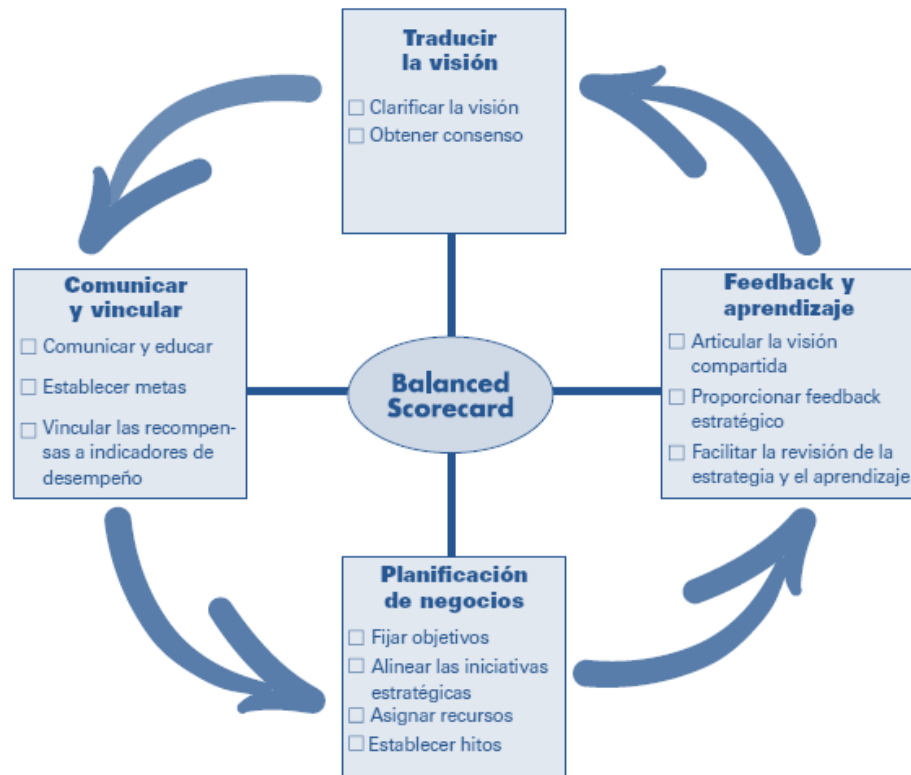 Traducir
la visión
☐ Clarificar la visión
☐ Obtener consenso
Comunicar
y vincular
☐ Comunicar y educar
☐ Establecer metas
☐ Vincular las recompen-
sas a indicadores de
desempeño
Balanced
Scorecard
Feedback y
aprendizaje
☐ Articular la visión
compartida
☐ Proporcionar feedback
estratégico
☐ Facilitar la revisión de la
estrategia y el aprendizaje
Planificación
de negocios
☐ Fijar objetivos
☐ Alinear las iniciativas
estratégicas
☐ Asignar recursos
☐ Establecer hitos